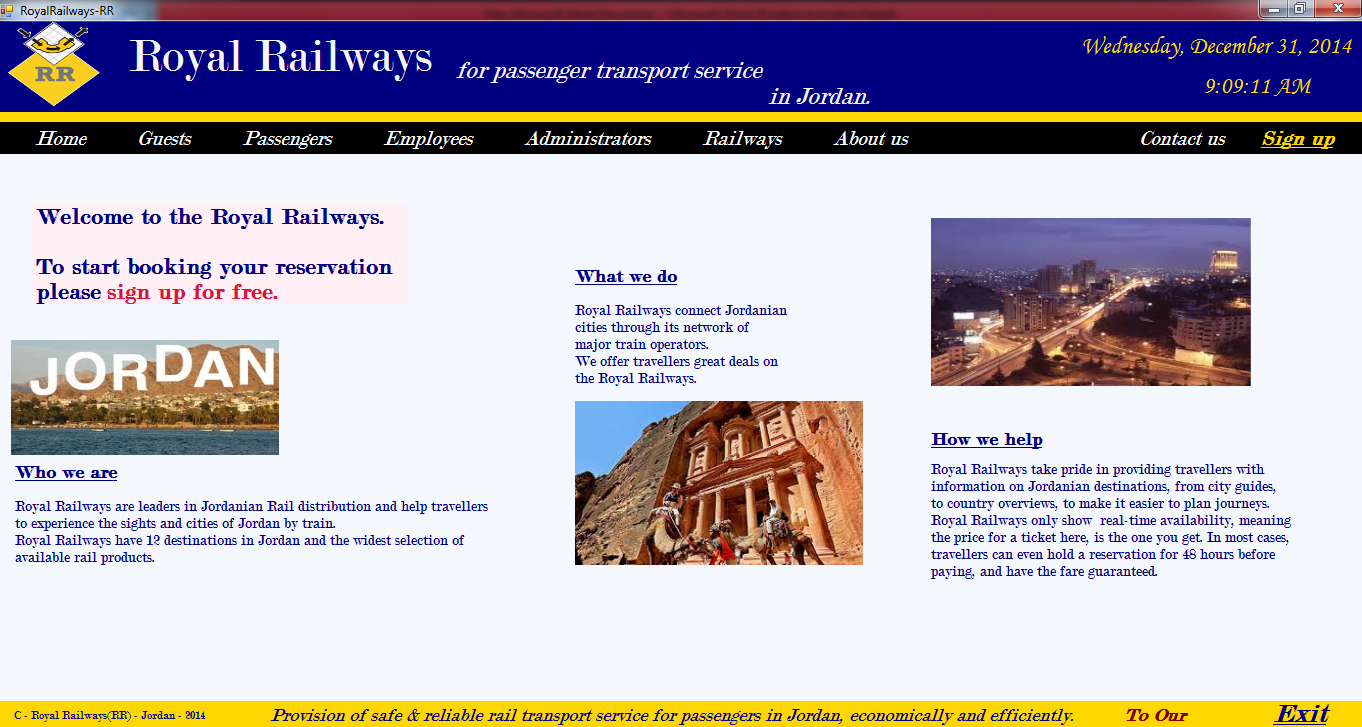 RoyalRailways-RR
RR
Royal Railways
for passenger transport service
in Jordan.
Wednesday, December 31, 2014
9:09:11 AM
Home Guests Passengers Employees Administrators Railways About us Contact us Sign up
Welcome to the Royal Railways.
To start booking your reservation
please sign up for free.
JORDAN
Who we are
Royal Railways are leaders in Jordanian Rail distribution and help travellers
to experience the sights and cities of Jordan by train.
Royal Railways have 12 destinations in Jordan and the widest selection of
available rail products.
What we do
Royal Railways connect Jordanian
cities through its network of
major train operators.
We offer travellers great deals on
the Royal Railways.
How we help
Royal Railways take pride in providing travellers with
information on Jordanian destinations, from city guides,
to country overviews, to make it easier to plan journeys.
Royal Railways only show  real-time availability, meaning
the price for a ticket here, is the one you get. In most cases,
travellers can even hold a reservation for 48 hours before
paying, and have the fare guaranteed.
C - Royal Railways(RR) - Jordan - 2014
Provision of safe & reliable rail transport service for passengers in Jordan, economically and efficiently.
To Our
Exit